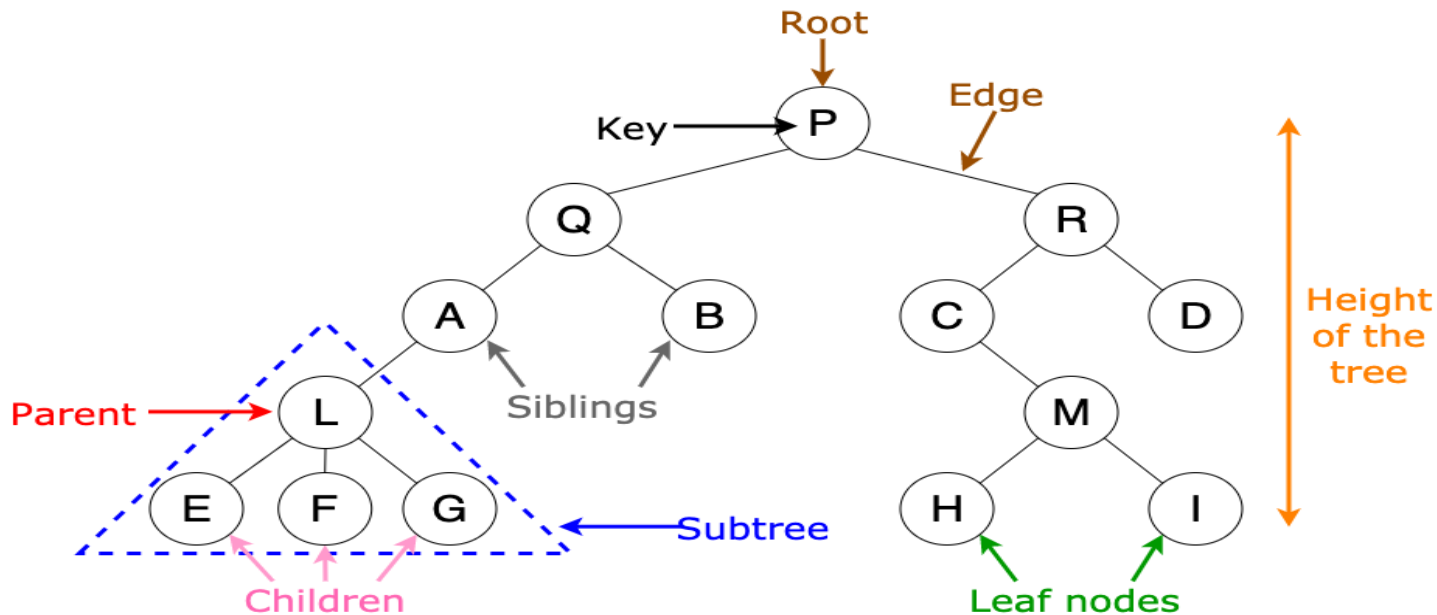 Root
Edge
Key
P
Q
R
A
B
C
D
Height
of the
tree
Parent
L
Siblings
M
E
F
G
H
I
Subtree
Children
Leaf nodes